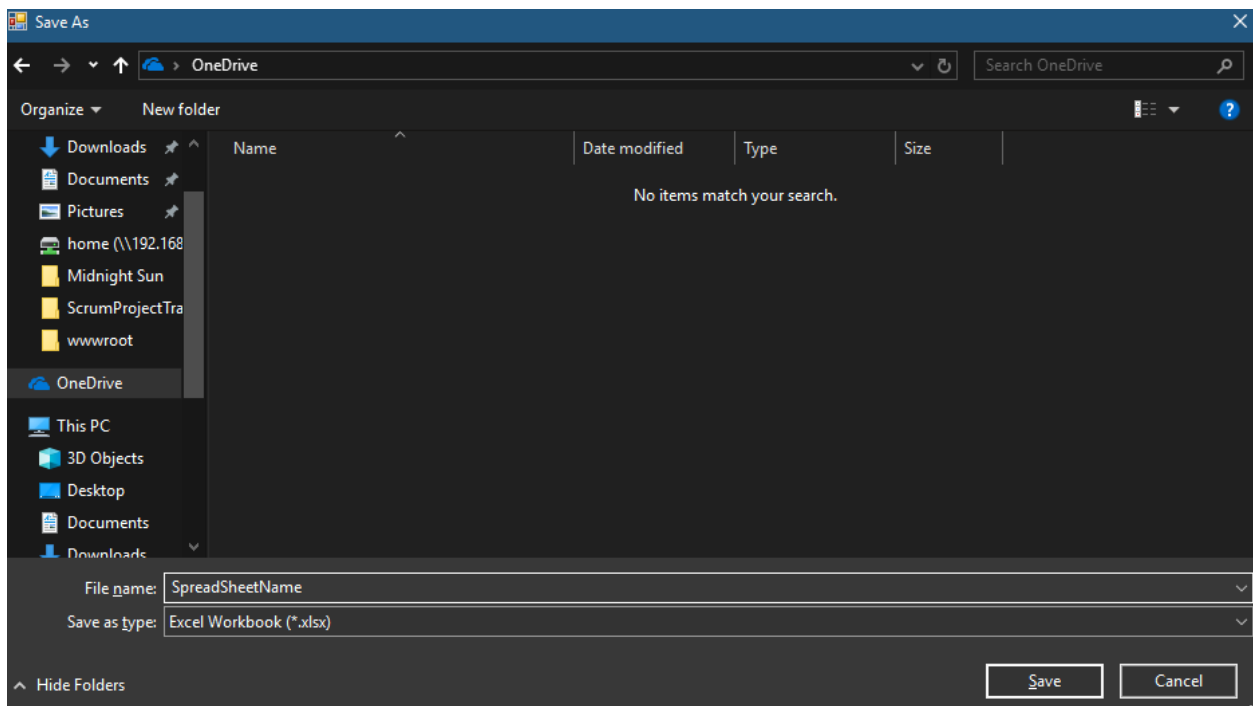 Save As
OneDrive
Search OneDrive
Organize
New folder
Name
Date modified
Type
Size
No items match your search.
Downloads
Documents
Pictures
home (\\192.168
Midnight Sun
ScrumProjectTra
wwwroot
OneDrive
This PC
3D Objects
Desktop
Documents
Downloads
File name: SpreadSheetName
Save as type: Excel Workbook (*.xlsx)
Hide Folders
Save
Cancel